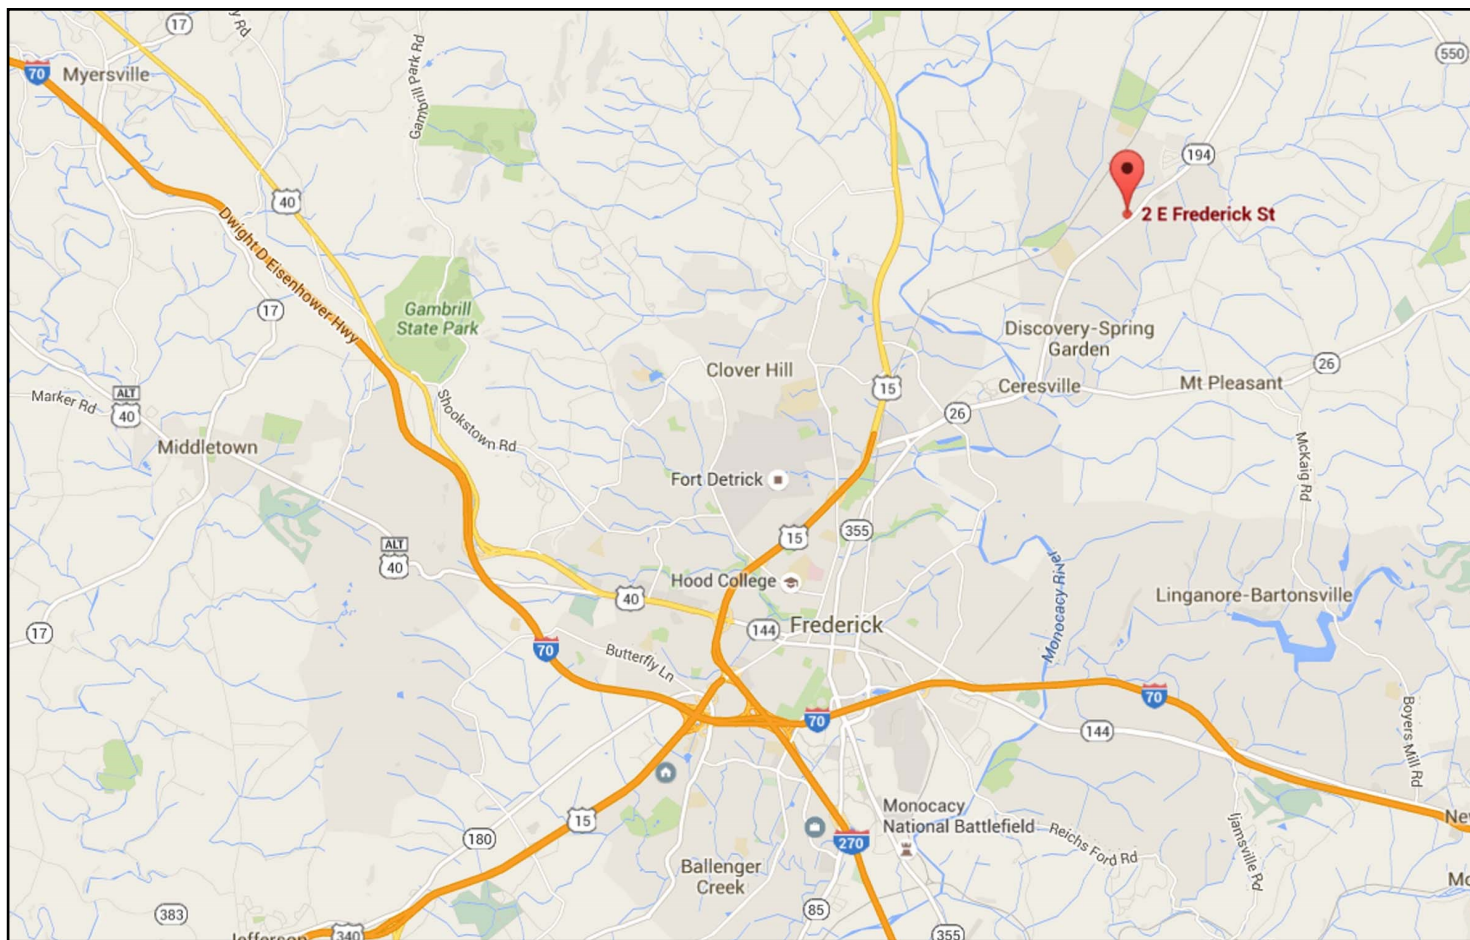 17
y Rd
550
70
Myersville
Gambrill Park Rd
194
40
2 E Frederick St
Dwight D Eisenhower Hwy
17
Gambrill
State Park
Discovery-Spring
Garden
Clover Hill
26
15
Ceresville
Mt Pleasant
ALT
40
Marker Rd
Shookstown Rd
26
Middletown
McKaig Rd
Fort Detrick
355
15
ALT
40
Hood College
Monocacy River
40
Linganore-Bartonsville
17
144
Frederick
70
Butterfly Ln
70
70
144
Boyers Mill Rd
Monocacy
National Battlefield
15
180
270
Reichs Ford Rd
Ijamsville Rd
Ne
Ballenger
Creek
Mo
383
85
Jefferson
340
355